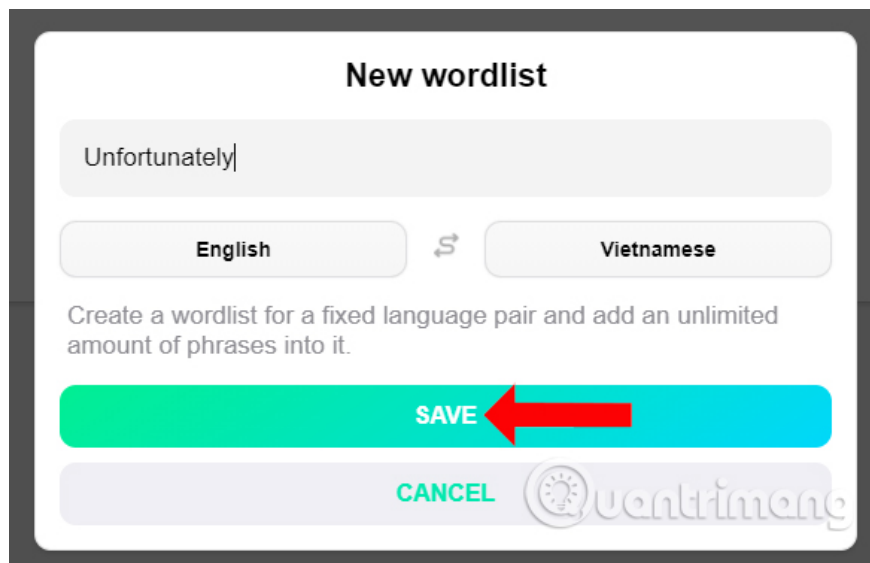 New wordlist
Unfortunately
English
Vietnamese
Create a wordlist for a fixed language pair and add an unlimited
amount of phrases into it.
SAVE
CANCEL
Quantrimang